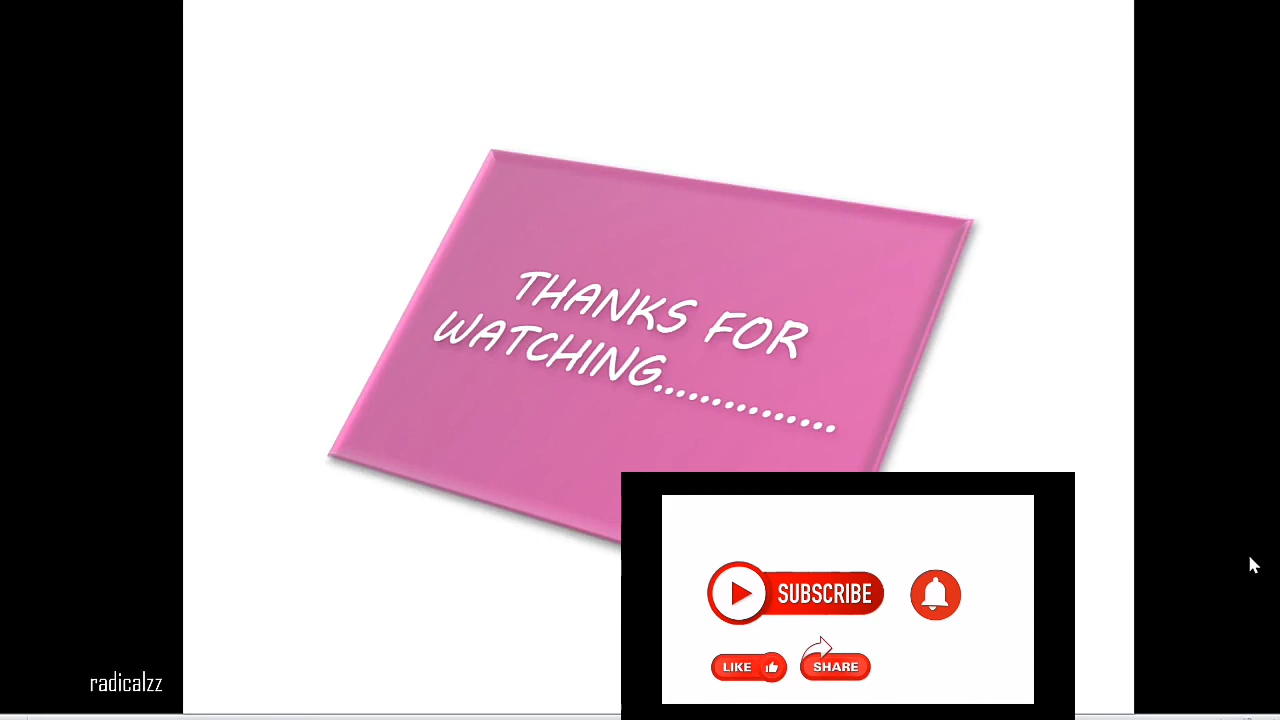 THANKS FOR
WATCHING...............
SUBSCRIBE
LIKE
SHARE
radicalzz